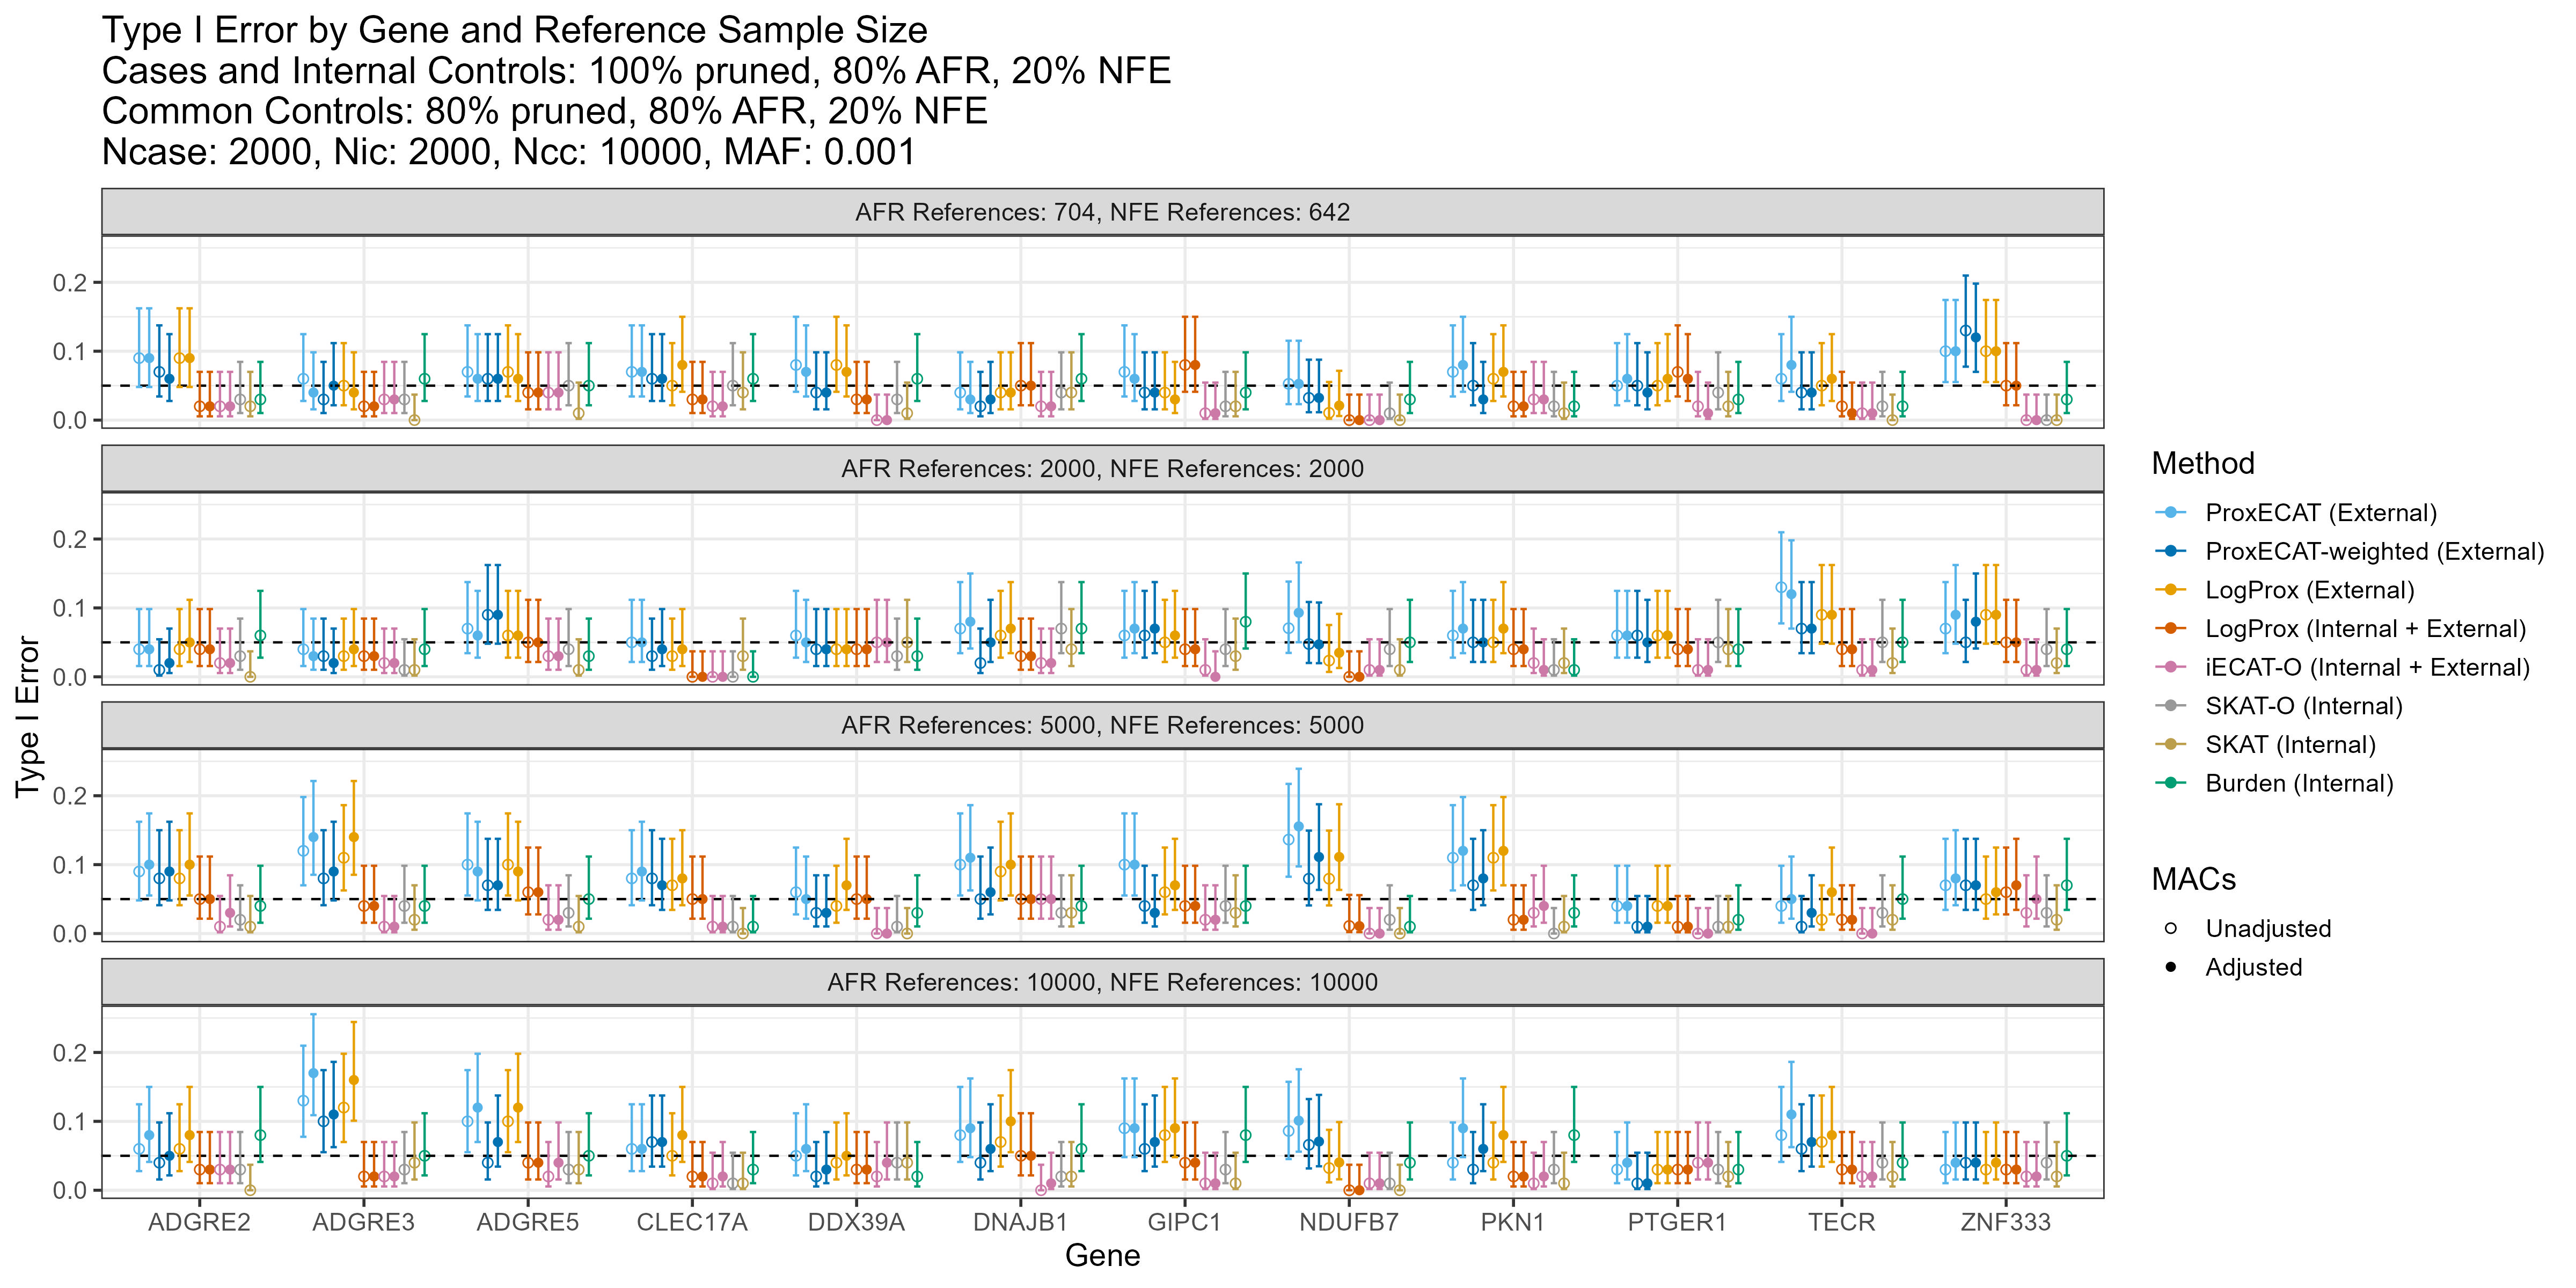 Type I Error by Gene and Reference Sample Size
Cases and Internal Controls: 100% pruned, 80% AFR, 20% NFE
Common Controls: 80% pruned, 80% AFR, 20% NFE
Ncase: 2000, Nic: 2000, Ncc: 10000, MAF: 0.001
AFR References: 704, NFE References: 642
0.2
0.1
0.0
AFR References: 2000, NFE References: 2000
0.2
0.1
0.0
AFR References: 5000, NFE References: 5000
0.2
0.1
0.0
AFR References: 10000, NFE References: 10000
0.2
0.1
0.0
Type I Error
ADGRE2 ADGRE3 ADGRE5 CLEC17A DDX39A DNAJB1 GIPC1 NDUFB7 PKN1 PTGER1 TECR ZNF333
Gene
Method
ProxECAT (External)
ProxECAT-weighted (External)
LogProx (External)
LogProx (Internal + External)
iECAT-O (Internal + External)
SKAT-O (Internal)
SKAT (Internal)
Burden (Internal)
MACs
Unadjusted
Adjusted